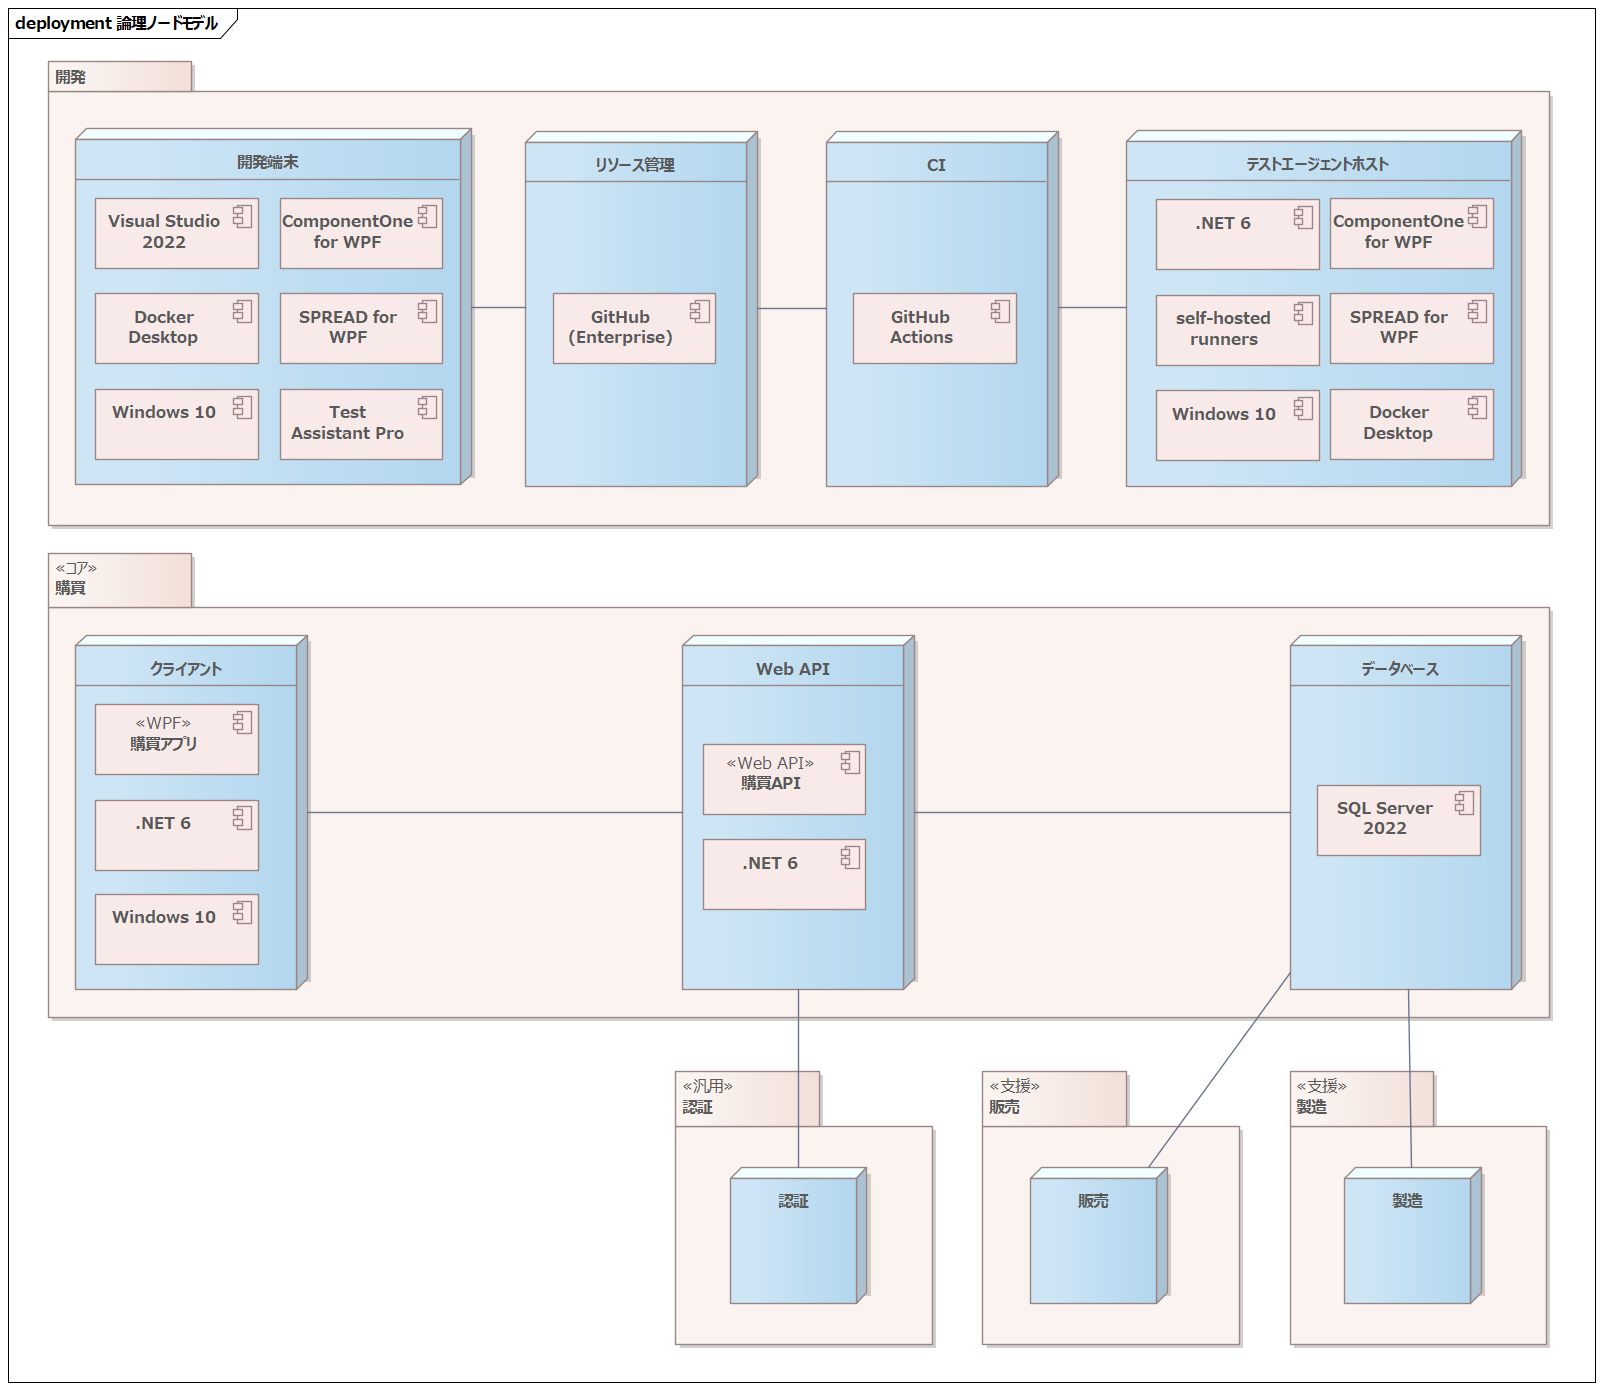 deployment 論理ノードモデル
開発
開発端末
Visual Studio
2022
ComponentOne
for WPF
Docker
Desktop
SPREAD for
WPF
Windows 10
Test
Assistant Pro
リソース管理
GitHub
(Enterprise)
CI
GitHub
Actions
テストエージェントホスト
.NET 6
ComponentOne
for WPF
self-hosted
runners
SPREAD for
WPF
Windows 10
Docker
Desktop
«コア»
購買
クライアント
«WPF»
購買アプリ
.NET 6
Windows 10
Web API
«Web API»
購買API
.NET 6
データベース
SQL Server
2022
«汎用»
認証
認証
«支援»
販売
販売
«支援»
製造
製造